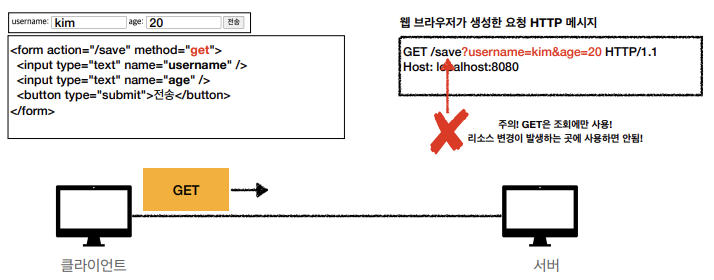 username: kim age: 20 전송
<form action="/save" method="get">
<input type="text" name="username" />
<input type="text" name="age" />
<button type="submit">전송</button>
</form>
웹 브라우저가 생성한 요청 HTTP 메시지
GET /save?username=kim&age=20 HTTP/1.1
Host: localhost:8080
주의! GET은 조회에만 사용!
리소스 변경이 발생하는 곳에 사용하면 안됨!
GET
클라이언트
서버